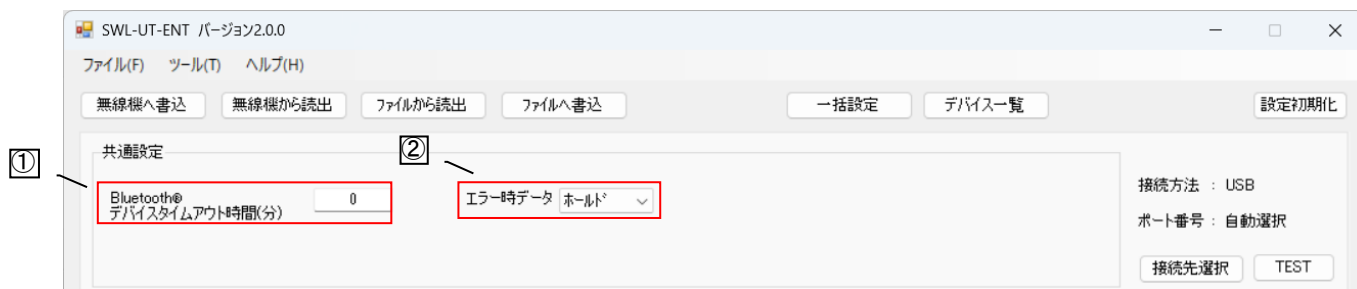 SWL-UT-ENT バージョン2.0.0
ファイル(F) ツール(T) ヘルプ(H)
無線機へ書込 無線機から読出 ファイルから読出 ファイルへ書込 一括設定 デバイス一覧 設定初期化
共通設定
①
②
Bluetooth®
デバイスタイムアウト時間(分) 0
エラー時データ ホールド
接続方法 : USB
ポート番号 : 自動選択
接続先選択 TEST